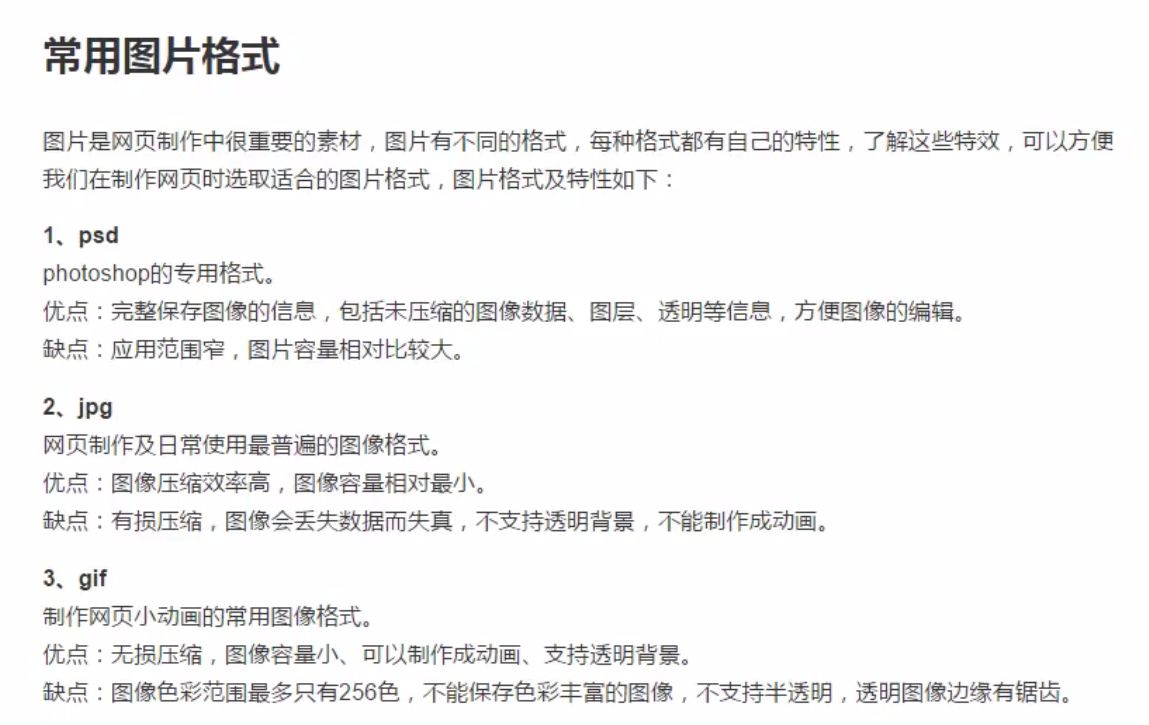 常用图片格式
图片是网页制作中很重要的素材，图片有不同的格式，每种格式都有自己的特性，了解这些特效，可以方便
我们在制作网页时选取适合的图片格式，图片格式及特性如下：
1、psd
photoshop的专用格式。
优点：完整保存图像的信息，包括未压缩的图像数据、图层、透明等信息，方便图像的编辑。
缺点：应用范围窄，图片容量相对比较大。
2、jpg
网页制作及日常使用最普遍的图像格式。
优点：图像压缩效率高，图像容量相对最小。
缺点：有损压缩，图像会丢失数据而失真，不支持透明背景，不能制作成动画。
3、gif
制作网页小动画的常用图像格式。
优点：无损压缩，图像容量小、可以制作成动画、支持透明背景。
缺点：图像色彩范围最多只有256色，不能保存色彩丰富的图像，不支持半透明，透明图像边缘有锯齿。